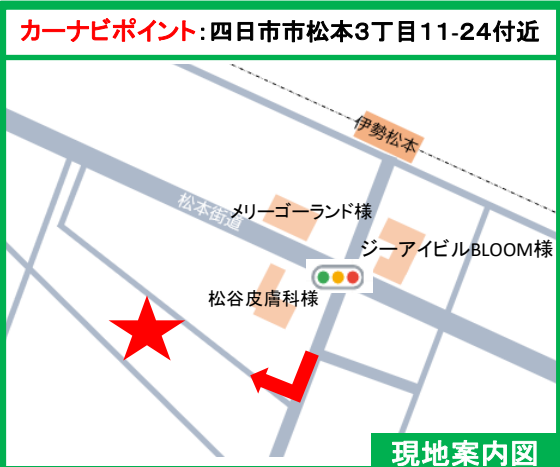 カーナビポイント：四日市市松本３丁目１１-２４付近
伊勢松本
松本街道
メリーゴーランド様
ジーアイビルBLOOM様
松谷皮膚科様
現地案内図